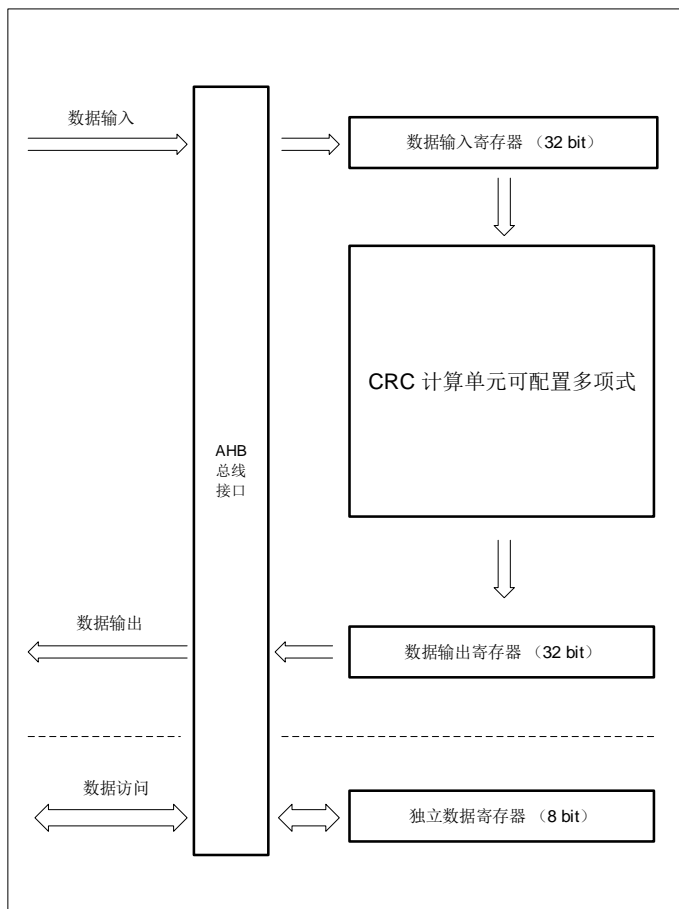 数据输入
数据输入寄存器 （32 bit）
CRC 计算单元可配置多项式
AHB
总线
接口
数据输出
数据输出寄存器 （32 bit）
数据访问
独立数据寄存器 （8 bit）